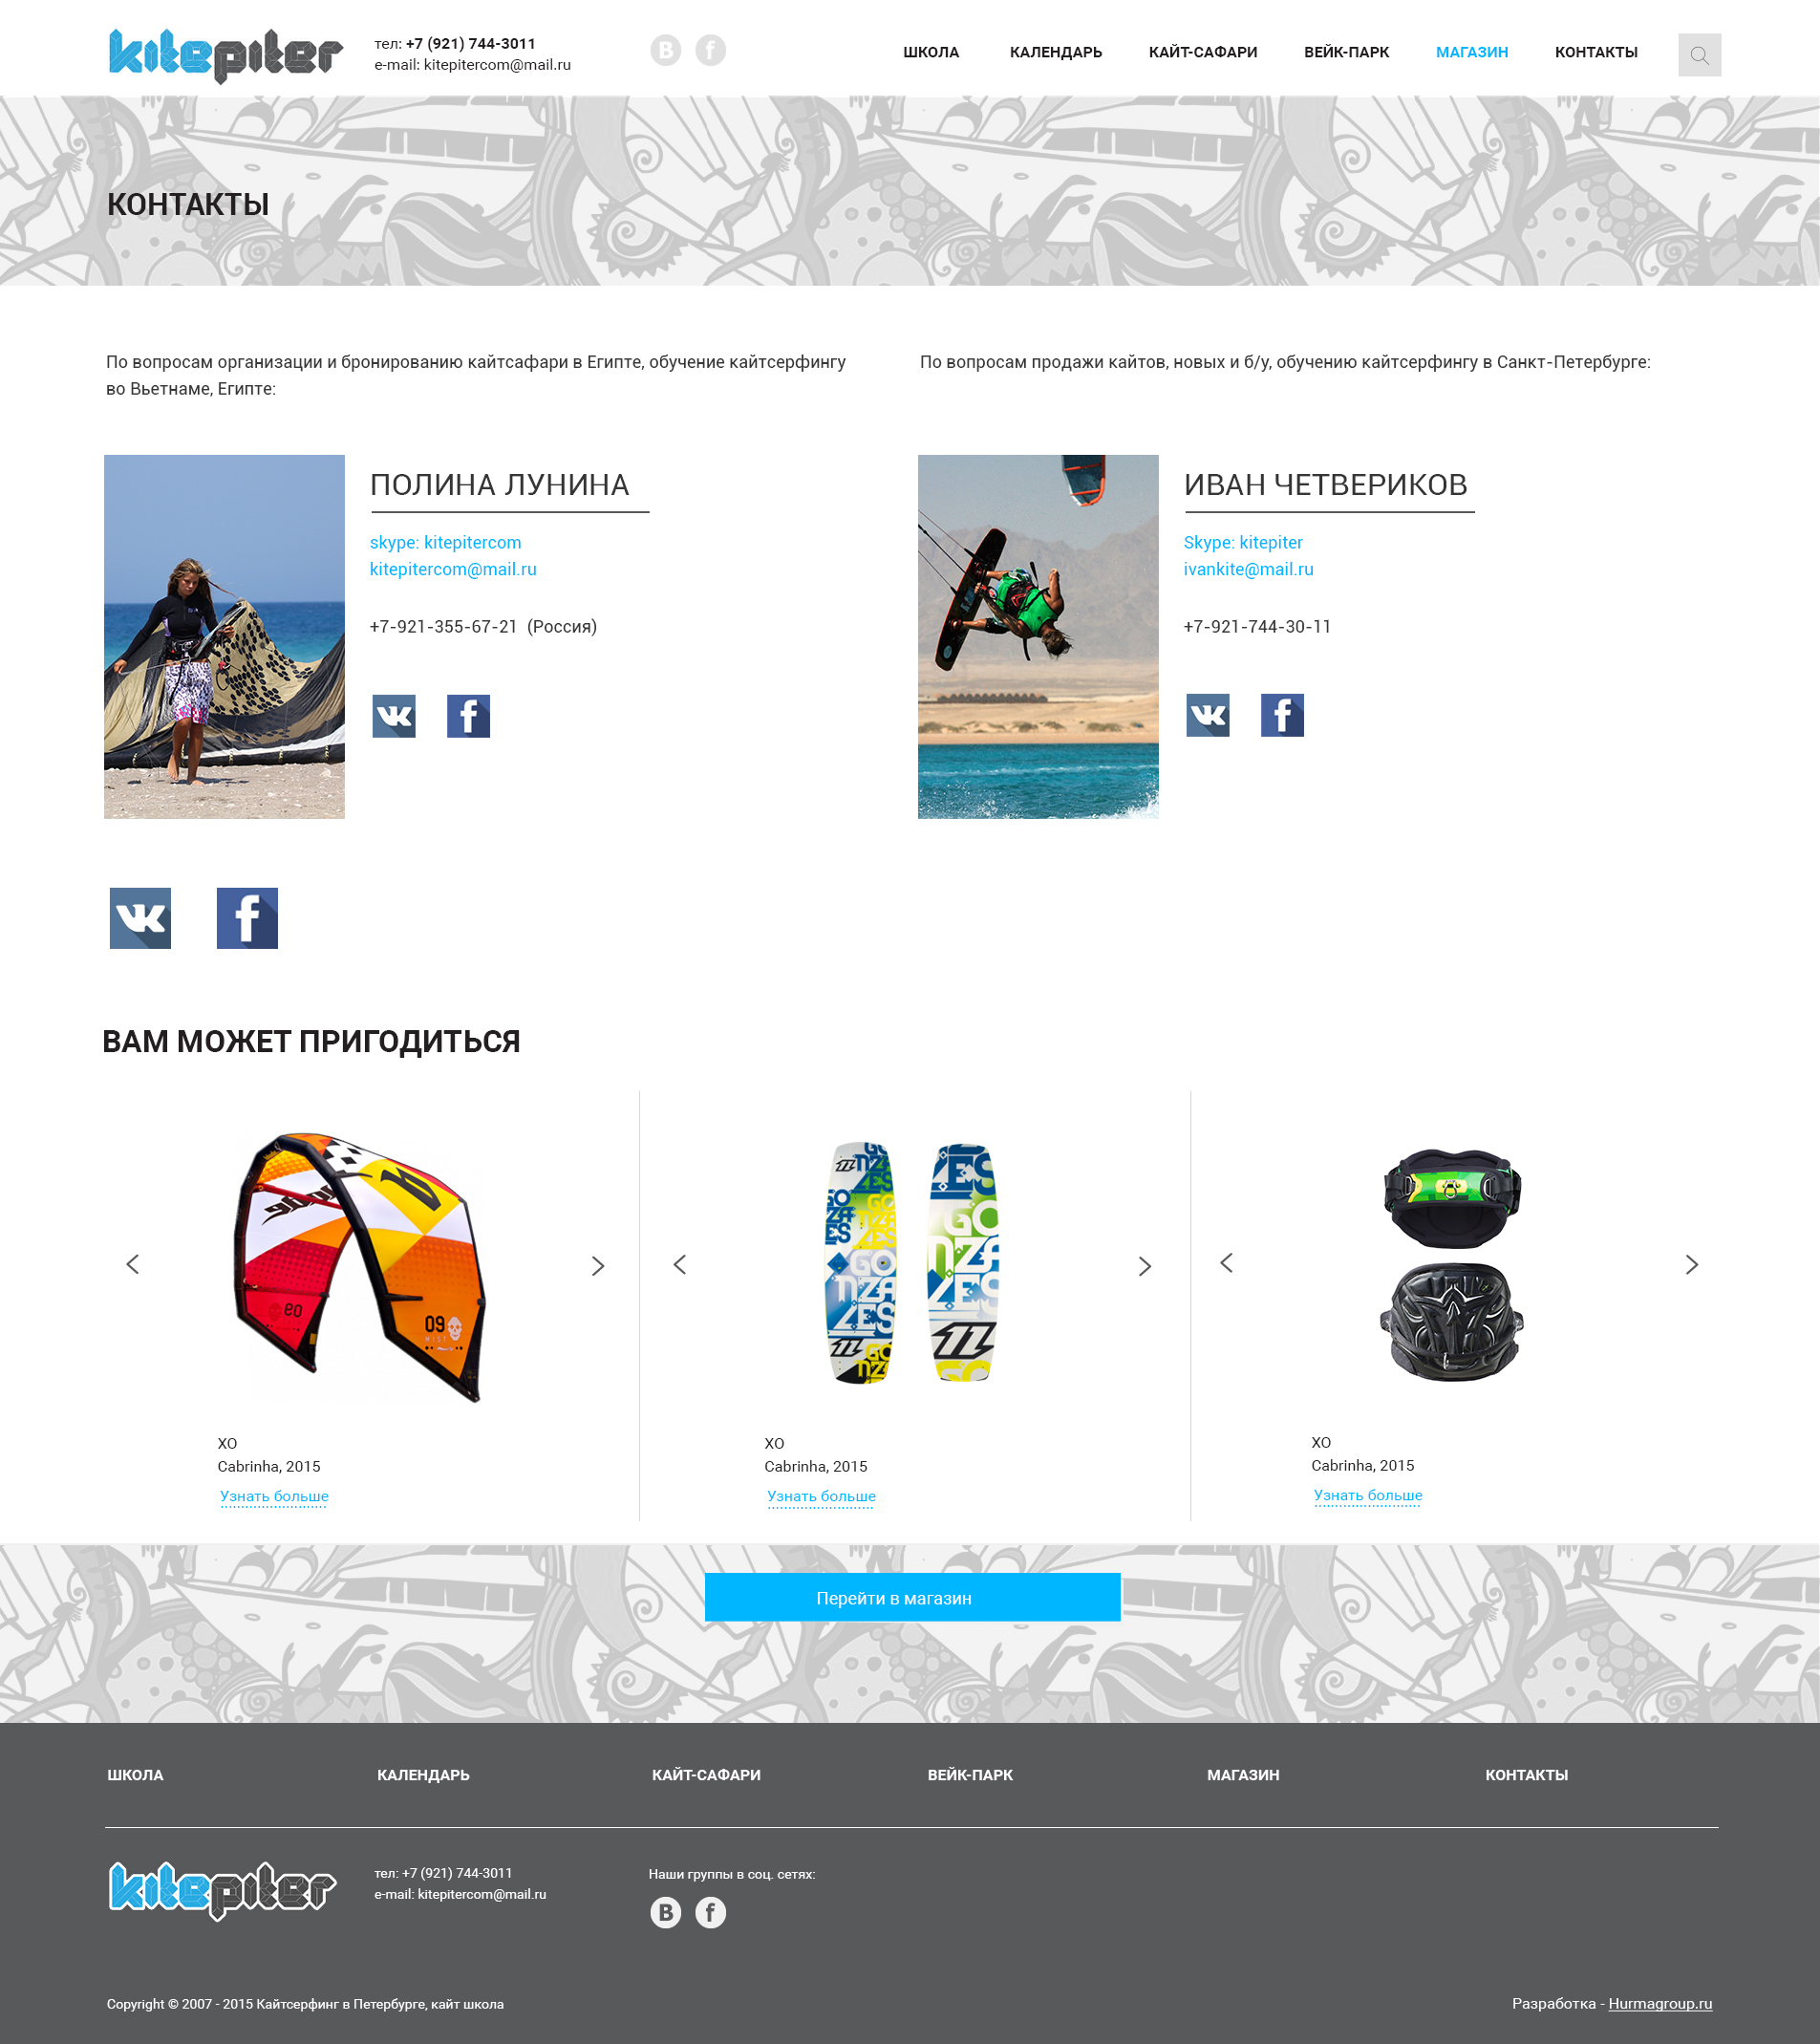 kitepiter
тел: +7 (921) 744-3011
e-mail: kitepitercom@mail.ru
B f
ШКОЛА КАЛЕНДАРЬ КАЙТ-САФАРИ ВЕЙК-ПАРК МАГАЗИН КОНТАКТЫ
КОНТАКТЫ
По вопросам организации и бронированию кайтсафари в Египте, обучение кайтсерфингу
во Вьетнаме, Египте:
ПОЛИНА ЛУНИНА
skype: kitepitercom
kitepitercom@mail.ru
+7-921-355-67-21 (Россия)
По вопросам продажи кайтов, новых и б/у, обучению кайтсерфингу в Санкт-Петербурге:
ИВАН ЧЕТВЕРИКОВ
Skype: kitepiter
ivankite@mail.ru
+7-921-744-30-11
ВАМ МОЖЕТ ПРИГОДИТЬСЯ
09
GONZALES
XO
Cabrinha, 2015
Узнать больше
XO
Cabrinha, 2015
Узнать больше
XO
Cabrinha, 2015
Узнать больше
Перейти в магазин
ШКОЛА КАЛЕНДАРЬ КАЙТ-САФАРИ ВЕЙК-ПАРК МАГАЗИН КОНТАКТЫ
kitepiter
тел: +7 (921) 744-3011
e-mail: kitepitercom@mail.ru
Наши группы в соц. сетях:
B f
Copyright © 2007 - 2015 Кайтсерфинг в Петербурге, кайт школа
Разработка - Hurmagroup.ru